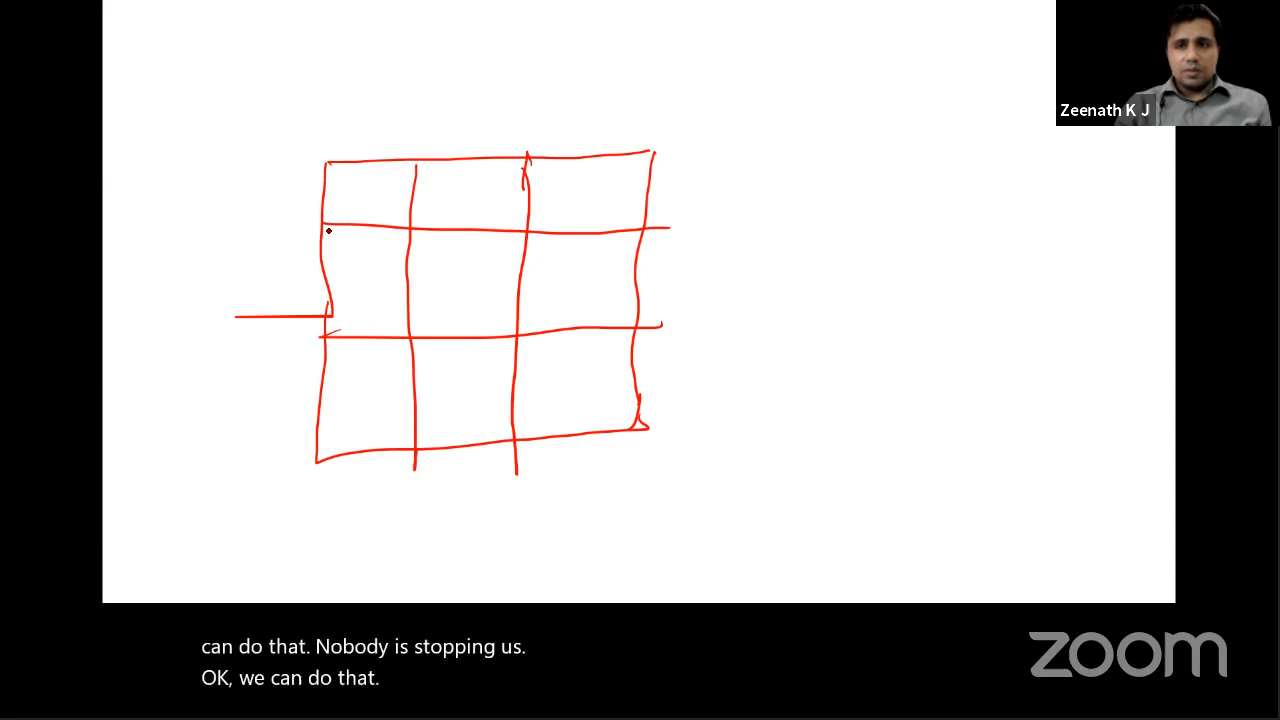 Zeenath K J
can do that. Nobody is stopping us.
OK, we can do that.
zoom